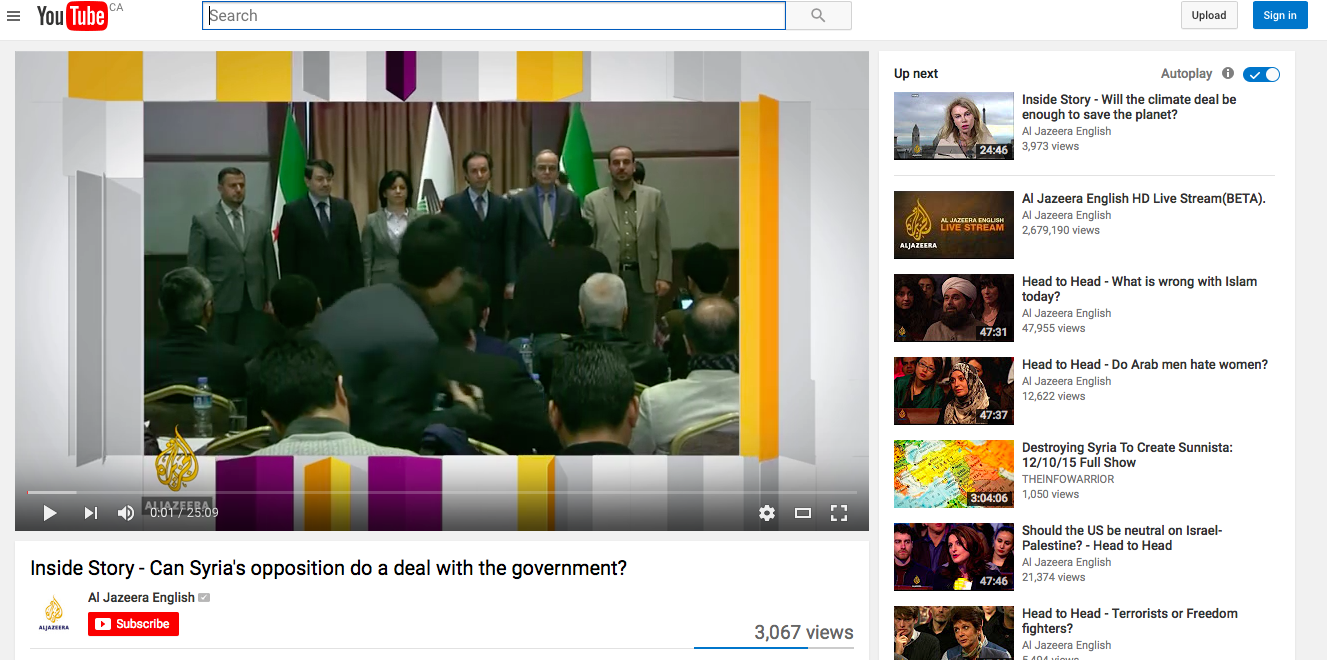 YouTube CA
Search
Upload
Sign in
ALJAZEERA
0:01 / 25:09
Inside Story - Can Syria's opposition do a deal with the government?
ALJAZEERA
Al Jazeera English
Subscribe
3,067 views
Up next
Autoplay
24:46
Inside Story - Will the climate deal be
enough to save the planet?
Al Jazeera English
3,973 views
ALJAZEERA
AL JAZEERA ENGLISH
LIVE STREAM
Al Jazeera English HD Live Stream(BETA).
Al Jazeera English
2,679,190 views
47:31
Head to Head - What is wrong with Islam
today?
Al Jazeera English
47,955 views
47:37
Head to Head - Do Arab men hate women?
Al Jazeera English
12,622 views
3:04:06
Destroying Syria To Create Sunnista:
12/10/15 Full Show
THEINFOWARRIOR
1,050 views
47:46
Should the US be neutral on Israel-
Palestine? - Head to Head
Al Jazeera English
21,374 views
Head to Head - Terrorists or Freedom
fighters?
Al Jazeera English